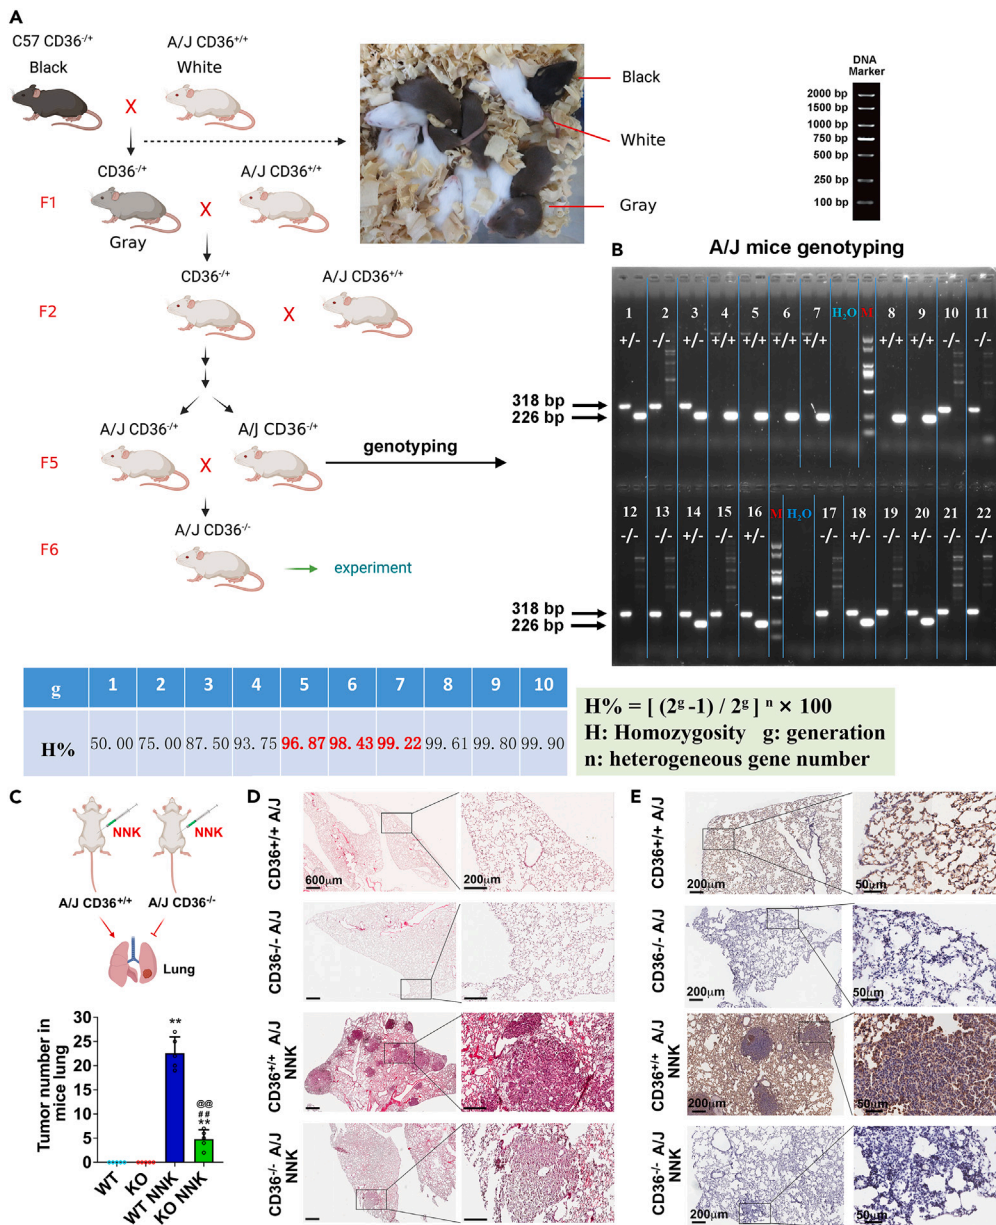 A
C57 CD36-/+
A/J CD36+/+
Black
White
X
F1
CD36-/+
A/J CD36+/+
X
Gray
F2
CD36-/+
A/J CD36+/+
X
F5
A/J CD36-/+
A/J CD36-/+
X
genotyping
F6
A/J CD36-/-
experiment
Black
White
Gray
DNA
Marker
2000 bp
1500 bp
1000 bp
750 bp
500 bp
250 bp
100 bp
B
A/J mice genotyping
1 2 3 4 5 6 7 H2O M 8 9 10 11
+/- -/- +/- +/+ +/+ +/+ +/+ +/+ +/+ -/- -/-
318 bp
226 bp
12 13 14 15 16 M H2O 17 18 19 20 21 22
-/- -/- +/- -/- +/- -/- +/- -/- +/- -/- -/-
318 bp
226 bp
g 1 2 3 4 5 6 7 8 9 10
H% 50.00 75.00 87.50 93.75 96.87 98.43 99.22 99.61 99.80 99.90
H% = [ (2g -1) / 2g ] n × 100
H: Homozygosity g: generation
n: heterogeneous gene number
C
NNK
NNK
A/J CD36+/+
A/J CD36-/-
Lung
Tumor number in
mice lung
30
25
20
15
10
5
0
**
@@
##
**
WT
KO
WT NNK
KO NNK
D
CD36+/+ A/J
600μm
200μm
CD36-/- A/J
CD36+/+ A/J
NNK
CD36-/- A/J
NNK
E
CD36+/+ A/J
200μm
50μm
CD36-/- A/J
200μm
50μm
CD36+/+ A/J
NNK
200μm
50μm
CD36-/- A/J
NNK
200μm
50μm